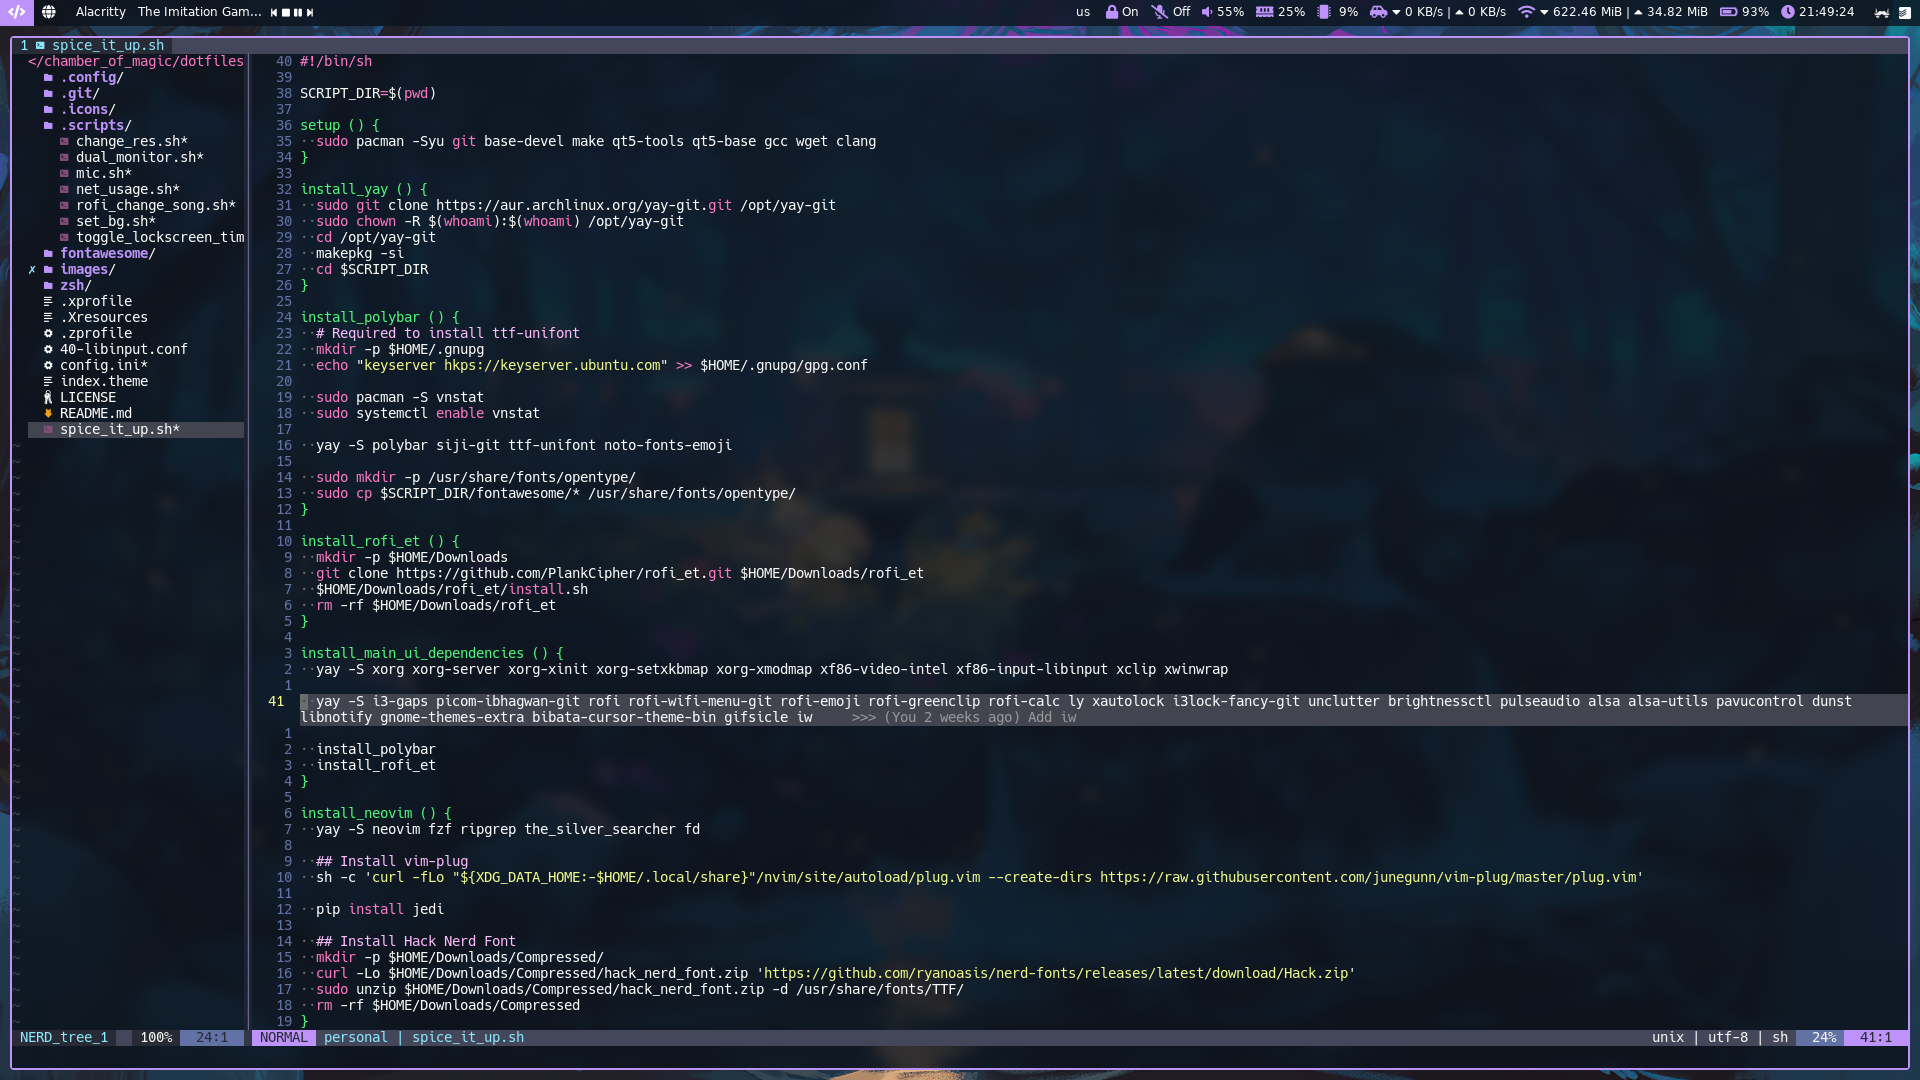 Alacritty The Imitation Gam... us On Off 55% 25% 9% 0 KB/s | 0 KB/s 622.46 MiB | 34.82 MiB 93% 21:49:24
1 spice_it_up.sh
</chamber_of_magic/dotfiles
.config/
.git/
.icons/
.scripts/
change_res.sh*
dual_monitor.sh*
mic.sh*
net_usage.sh*
rofi_change_song.sh*
set_bg.sh*
toggle_lockscreen_tim
fontawesome/
✗ images/
zsh/
.xprofile
.Xresources
.zprofile
40-libinput.conf
config.ini*
index.theme
LICENSE
README.md
spice_it_up.sh*
40 #!/bin/sh
39
38 SCRIPT_DIR=$(pwd)
37
36 setup () {
35 ··sudo pacman -Syu git base-devel make qt5-tools qt5-base gcc wget clang
34 }
33
32 install_yay () {
31 ··sudo git clone https://aur.archlinux.org/yay-git.git /opt/yay-git
30 ··sudo chown -R $(whoami):$(whoami) /opt/yay-git
29 ··cd /opt/yay-git
28 ··makepkg -si
27 ··cd $SCRIPT_DIR
26 }
25
24 install_polybar () {
23 ··# Required to install ttf-unifont
22 ··mkdir -p $HOME/.gnupg
21 ··echo "keyserver hkps://keyserver.ubuntu.com" >> $HOME/.gnupg/gpg.conf
20
19 ··sudo pacman -S vnstat
18 ··sudo systemctl enable vnstat
17
16 ··yay -S polybar siji-git ttf-unifont noto-fonts-emoji
15
14 ··sudo mkdir -p /usr/share/fonts/opentype/
13 ··sudo cp $SCRIPT_DIR/fontawesome/* /usr/share/fonts/opentype/
12 }
11
10 install_rofi_et () {
9 ··mkdir -p $HOME/Downloads
8 ··git clone https://github.com/PlankCipher/rofi_et.git $HOME/Downloads/rofi_et
7 ··$HOME/Downloads/rofi_et/install.sh
6 ··rm -rf $HOME/Downloads/rofi_et
5 }
4
3 install_main_ui_dependencies () {
2 ··yay -S xorg xorg-server xorg-xinit xorg-setxkbmap xorg-xmodmap xf86-video-intel xf86-input-libinput xclip xwinwrap
1
41 ··yay -S i3-gaps picom-ibhagwan-git rofi rofi-wifi-menu-git rofi-emoji rofi-greenclip rofi-calc ly xautolock i3lock-fancy-git unclutter brightnessctl pulseaudio alsa alsa-utils pavucontrol dunst
libnotify gnome-themes-extra bibata-cursor-theme-bin gifsicle iw >>> (You 2 weeks ago) Add iw
1
2 ··install_polybar
3 ··install_rofi_et
4 }
5
6 install_neovim () {
7 ··yay -S neovim fzf ripgrep the_silver_searcher fd
8
9 ··## Install vim-plug
10 ··sh -c 'curl -fLo "${XDG_DATA_HOME:-$HOME/.local/share}"/nvim/site/autoload/plug.vim --create-dirs https://raw.githubusercontent.com/junegunn/vim-plug/master/plug.vim'
11
12 ··pip install jedi
13
14 ··## Install Hack Nerd Font
15 ··mkdir -p $HOME/Downloads/Compressed/
16 ··curl -Lo $HOME/Downloads/Compressed/hack_nerd_font.zip 'https://github.com/ryanoasis/nerd-fonts/releases/latest/download/Hack.zip'
17 ··sudo unzip $HOME/Downloads/Compressed/hack_nerd_font.zip -d /usr/share/fonts/TTF/
18 ··rm -rf $HOME/Downloads/Compressed
19 }
NERD_tree_1 100% 24:1 NORMAL personal | spice_it_up.sh unix | utf-8 | sh 24% 41:1